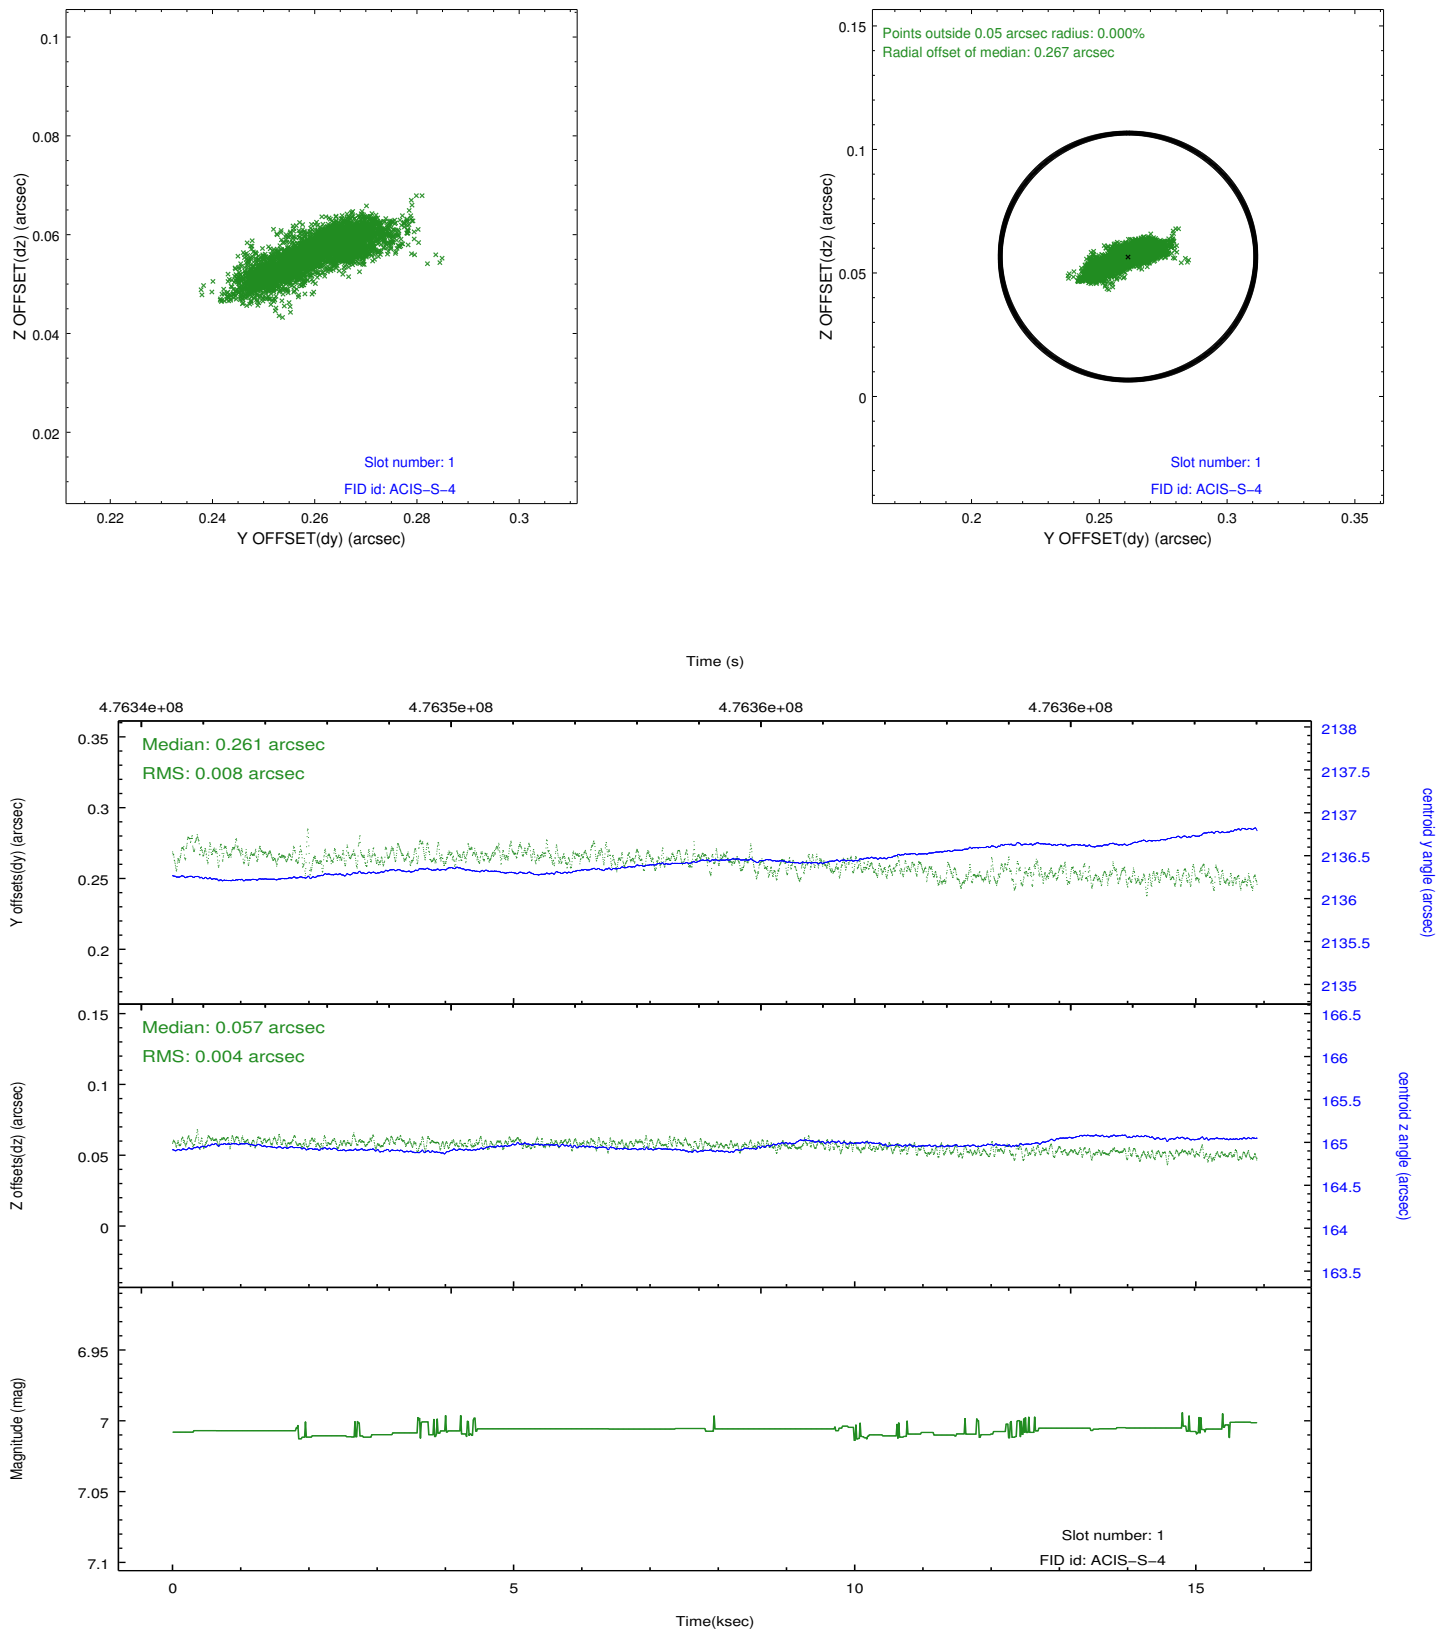 0.1
0.08
0.06
0.04
0.02
Z OFFSET(dz) (arcsec)
0.22 0.24 0.26 0.28 0.3
Y OFFSET(dy) (arcsec)
Slot number: 1
FID id: ACIS−S−4
Points outside 0.05 arcsec radius: 0.000%
Radial offset of median: 0.267 arcsec
0.15
0.1
0.05
0
Z OFFSET(dz) (arcsec)
0.2 0.25 0.3 0.35
Y OFFSET(dy) (arcsec)
Slot number: 1
FID id: ACIS−S−4
Time (s)
4.7634e+08 4.7635e+08 4.7636e+08 4.7636e+08
Median: 0.261 arcsec
RMS: 0.008 arcsec
0.35
0.3
0.25
0.2
Y offsets(dy) (arcsec)
2138
2137.5
2137
2136.5
2136
2135.5
2135
centroid y angle (arcsec)
Median: 0.057 arcsec
RMS: 0.004 arcsec
0.15
0.1
0.05
0
Z offsets(dz) (arcsec)
166.5
166
165.5
165
164.5
164
163.5
centroid z angle (arcsec)
6.95
7
7.05
7.1
Magnitude (mag)
Slot number: 1
FID id: ACIS−S−4
0 5 10 15
Time(ksec)